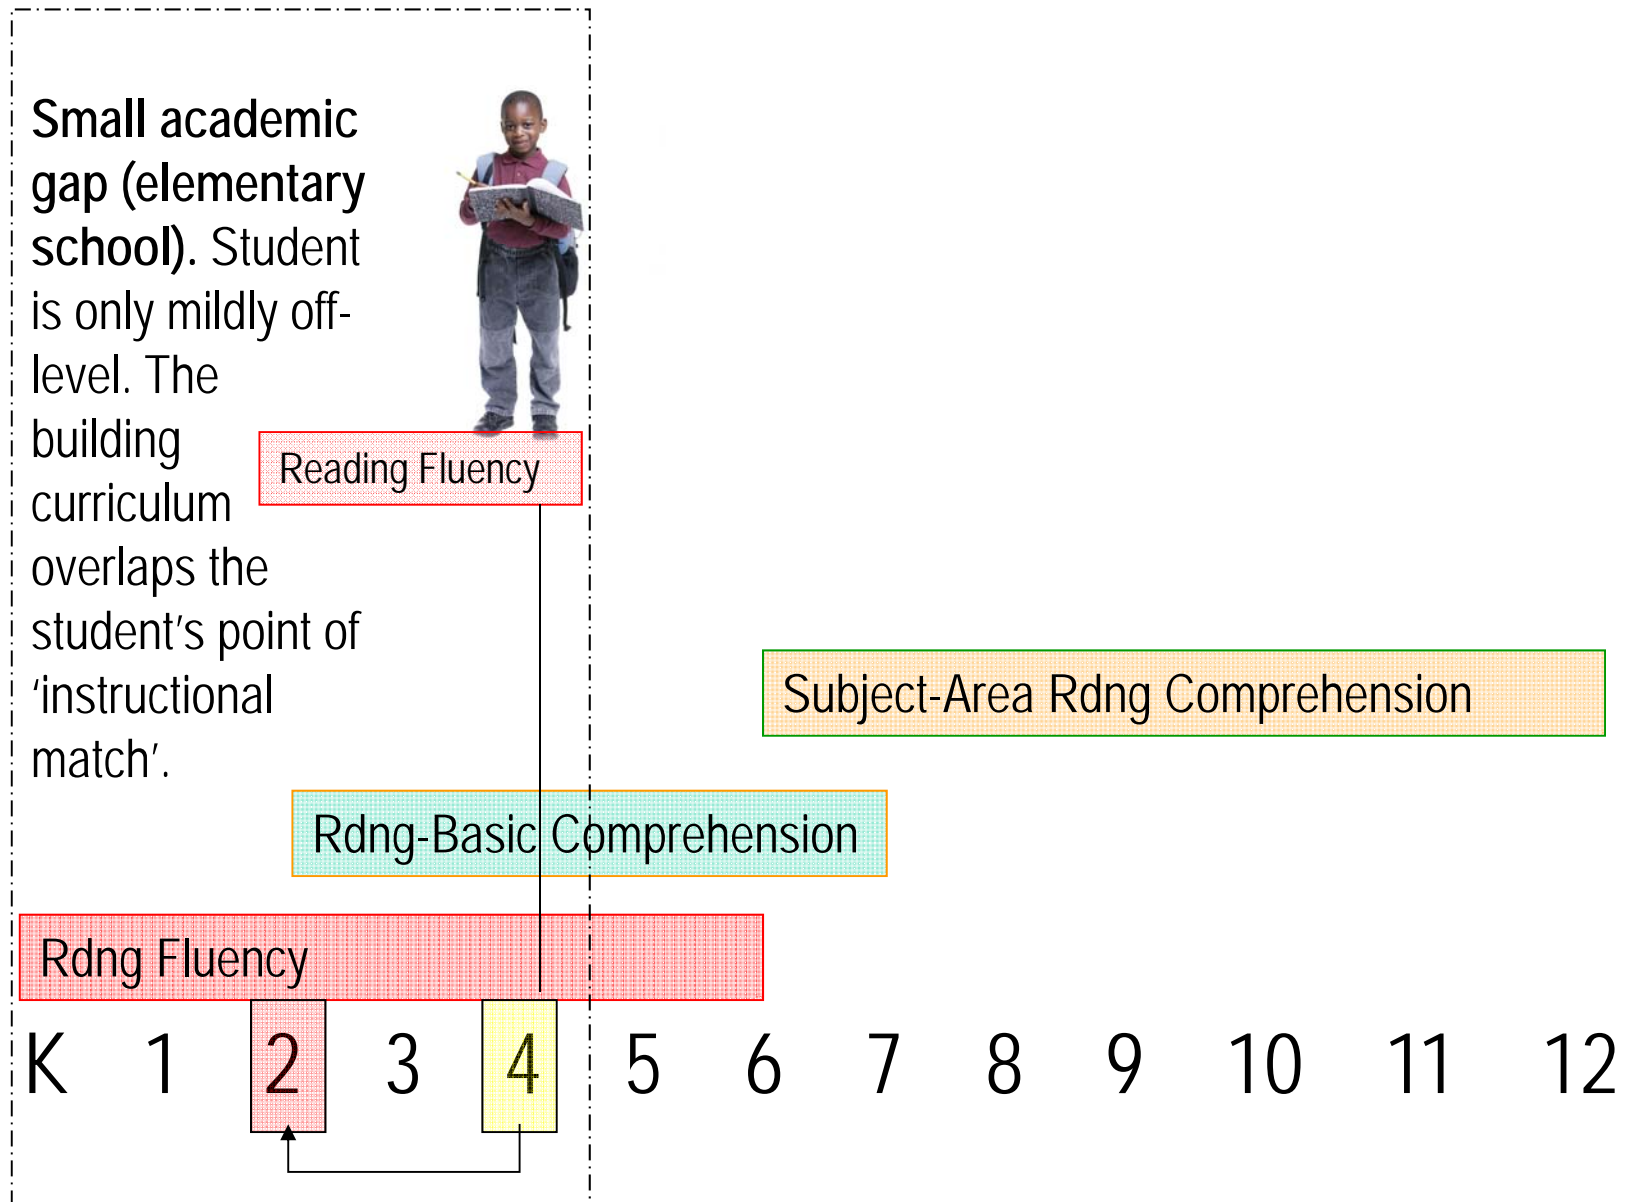 Small academic
gap (elementary
school). Student
is only mildly off-
level. The
building
curriculum
overlaps the
student's point of
‘instructional
match’.
Reading Fluency
Subject-Area Rdng Comprehension
Rdng-Basic Comprehension
Rdng Fluency
K 1 2 3 4 5 6 7 8 9 10 11 12